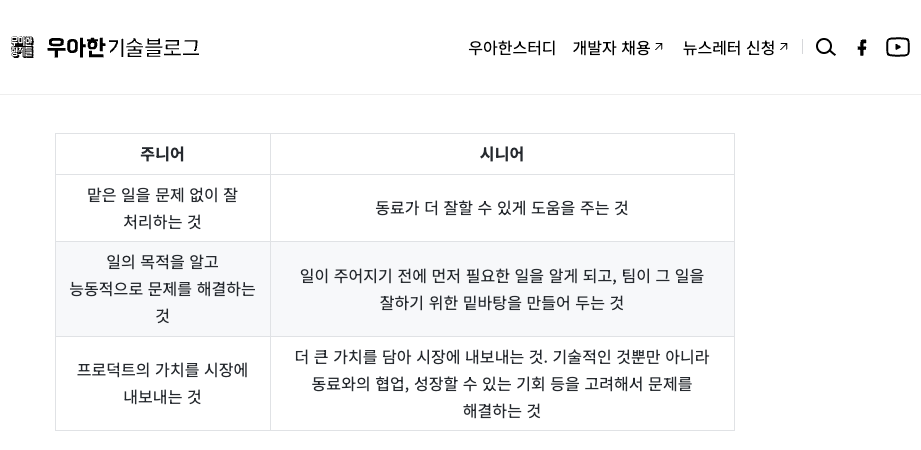 우아한
형제들
우아한기술블로그
우아한스터디 개발자 채용 뉴스레터 신청
주니어 시니어
맡은 일을 문제 없이 잘
처리하는 것
동료가 더 잘할 수 있게 도움을 주는 것
일의 목적을 알고
능동적으로 문제를 해결하는
것
일이 주어지기 전에 먼저 필요한 일을 알게 되고, 팀이 그 일을
잘하기 위한 밑바탕을 만들어 두는 것
프로덕트의 가치를 시장에
내보내는 것
더 큰 가치를 담아 시장에 내보내는 것. 기술적인 것뿐만 아니라
동료와의 협업, 성장할 수 있는 기회 등을 고려해서 문제를
해결하는 것